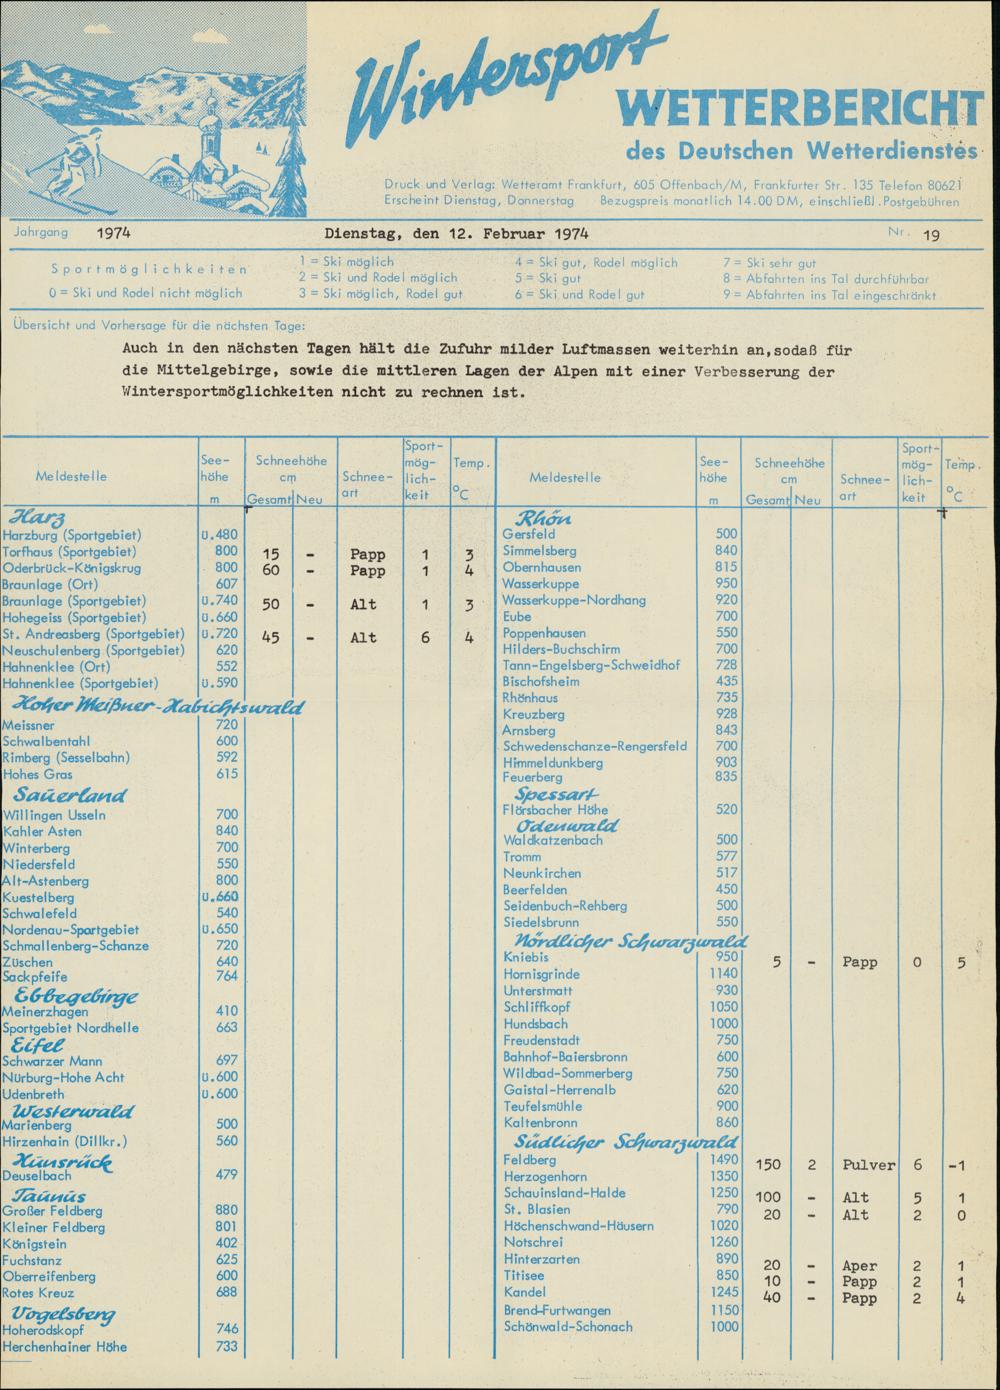 Wintersport
WETTERBERICHT
des Deutschen Wetterdienstes
Druck und Verlag: Wetteramt Frankfurt, 605 Offenbach/M, Frankfurter Str. 135 Telefon 80621
Erscheint Dienstag, Donnerstag Bezugspreis monatlich 14.00 DM, einschließl. Postgebühren
Jahrgang 1974 Dienstag, den 12. Februar 1974 Nr. 19
Sportmöglichkeiten
0 = Ski und Rodel nicht möglich
1 = Ski möglich
2 = Ski und Rodel möglich
3 = Ski möglich, Rodel gut
4 = Ski gut, Rodel möglich
5 = Ski gut
6 = Ski und Rodel gut
7 = Ski sehr gut
8 = Abfahrten ins Tal durchführbar
9 = Abfahrten ins Tal eingeschränkt
Übersicht und Vorhersage für die nächsten Tage:
Auch in den nächsten Tagen hält die Zufuhr milder Luftmassen weiterhin an,sodaß für
die Mittelgebirge, sowie die mittleren Lagen der Alpen mit einer Verbesserung der
Wintersportmöglichkeiten nicht zu rechnen ist.
Meldestelle
See-
höhe
m
Schneehöhe
cm
Gesamt Neu
Schnee-
art
Sport-
mög-
lich-
keit
Temp.
°C
Harz
Harzburg (Sportgebiet) ü.480
Torfhaus (Sportgebiet) 800 15 - Papp 1 3
Oderbrück-Königskrug 800 60 - Papp 1 4
Braunlage (Ort) 607
Braunlage (Sportgebiet) ü.740 50 - Alt 1 3
Hohegeiss (Sportgebiet) ü.660
St. Andreasberg (Sportgebiet) ü.720 45 - Alt 6 4
Neuschulenberg (Sportgebiet) 620
Hahnenklee (Ort) 552
Hahnenklee (Sportgebiet) ü.590
Hoher Meißner-Habichtswald
Meissner 720
Schwalbentahl 600
Rimberg (Sesselbahn) 592
Hohes Gras 615
Sauerland
Willingen Usseln 700
Kahler Asten 840
Winterberg 700
Niedersfeld 550
Alt-Astenberg 800
Kuestelberg ü.660
Schwalefeld 540
Nordenau-Sportgebiet ü.650
Schmallenberg-Schanze 720
Züschen 640
Sackpfeife 764
Ebbegebirge
Meinerzhagen 410
Sportgebiet Nordhelle 663
Eifel
Schwarzer Mann 697
Nürburg-Hohe Acht ü.600
Udenbreth ü.600
Westerwald
Marienberg 500
Hirzenhain (Dillkr.) 560
Hunsrück
Deuselbach 479
Taunus
Großer Feldberg 880
Kleiner Feldberg 801
Königstein 402
Fuchstanz 625
Oberreifenberg 600
Rotes Kreuz 688
Vogelsberg
Hoherodskopf 746
Herchenhainer Höhe 733
Meldestelle
See-
höhe
m
Schneehöhe
cm
Gesamt Neu
Schnee-
art
Sport-
mög-
lich-
keit
Temp.
°C
Rhön
Gersfeld 500
Simmelsberg 840
Obernhausen 815
Wasserkuppe 950
Wasserkuppe-Nordhang 920
Eube 700
Poppenhausen 550
Hilders-Buchschirm 700
Tann-Engelsberg-Schweidhof 728
Bischofsheim 435
Rhönhaus 735
Kreuzberg 928
Arnsberg 843
Schwedenschanze-Rengersfeld 700
Himmeldunkberg 903
Feuerberg 835
Spessart
Flörsbacher Höhe 520
Odenwald
Waldkatzenbach 500
Tromm 577
Neunkirchen 517
Beerfelden 450
Seidenbuch-Rehberg 500
Siedelsbrunn 550
Nördlicher Schwarzwald
Kniebis 950 5 - Papp 0 5
Hornisgrinde 1140
Unterstmatt 930
Schliffkopf 1050
Hundsbach 1000
Freudenstadt 750
Bahnhof-Baiersbronn 600
Wildbad-Sommerberg 750
Gaistal-Herrenalb 620
Teufelsmühle 900
Kaltenbronn 860
Südlicher Schwarzwald
Feldberg 1490 150 2 Pulver 6 -1
Herzogenhorn 1350
Schauinsland-Halde 1250 100 - Alt 5 1
St. Blasien 790 20 - Alt 2 0
Höchenschwand-Häusern 1020
Notschrei 1260
Hinterzarten 890 20 - Aper 2 1
Titisee 850 10 - Papp 2 1
Kandel 1245 40 - Papp 2 4
Brend-Furtwangen 1150
Schönwald-Schonach 1000